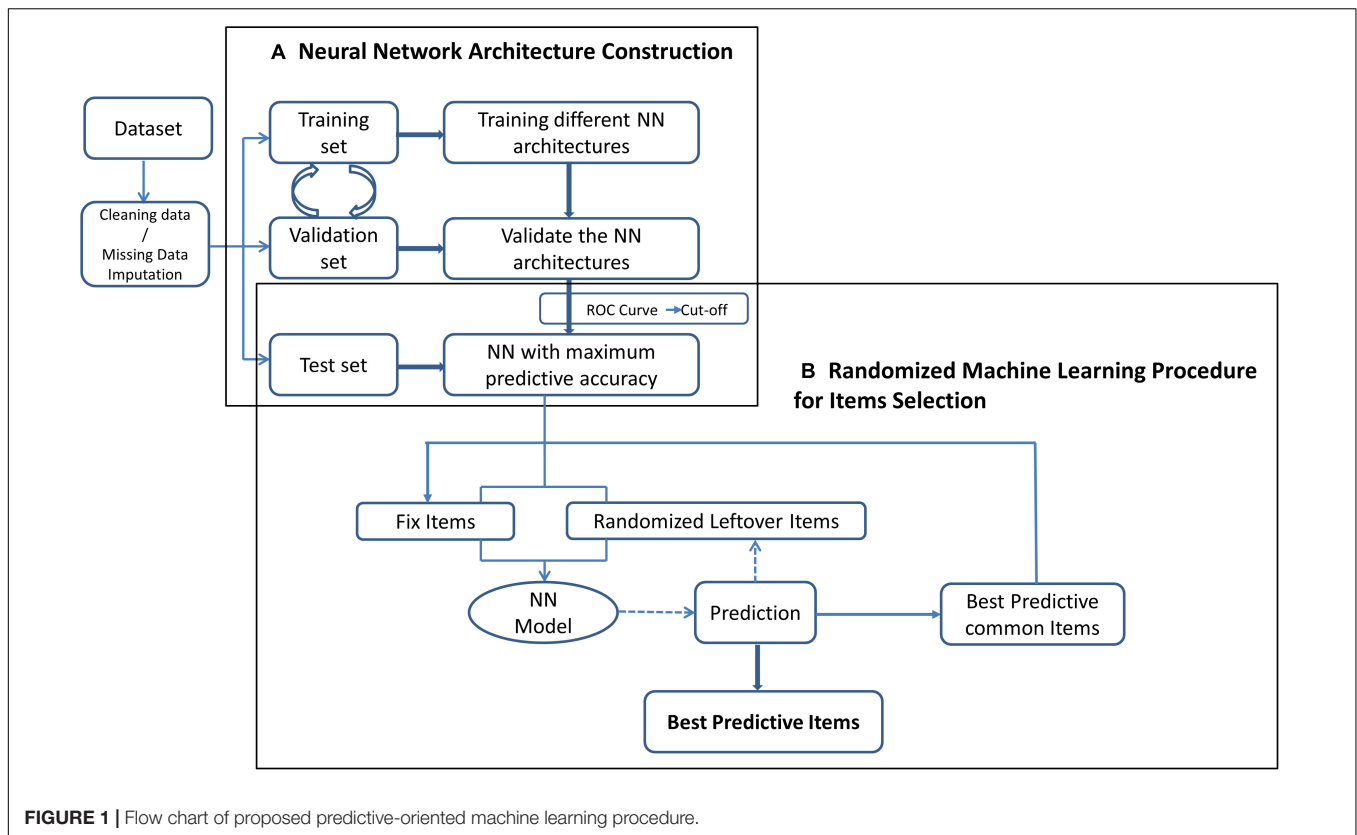 A Neural Network Architecture Construction
Dataset
Training
set
Training different NN
architectures
Cleaning data
/
Missing Data
Imputation
Validation
set
Validate the NN
architectures
ROC Curve
Cut-off
Test set
NN with maximum
predictive accuracy
B Randomized Machine Learning Procedure
for Items Selection
Fix Items
Randomized Leftover Items
NN
Model
Prediction
Best Predictive
common Items
Best Predictive Items
FIGURE 1 | Flow chart of proposed predictive-oriented machine learning procedure.